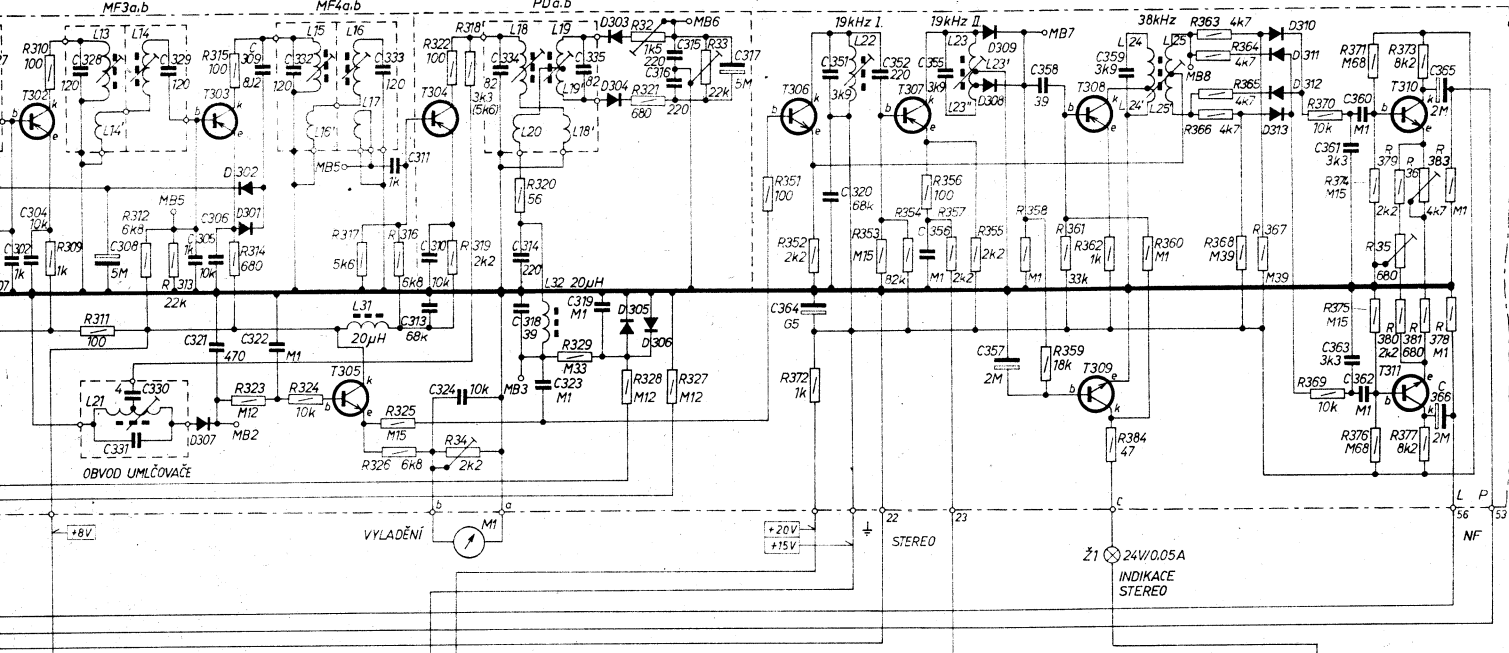 MF3a,b
MF4a,b
PD a,b
19kHz I.
19kHz II.
38kHz
R310
100
L13
L14
C328
120
C329
120
T302
L14'
R315
100
C309
8J2
T303
L15
L16
C332
120
C333
120
L17
L16'
MB5
C311
1k
R322
100
R318
3k3
(5k6)
T304
L18
C334
82
L19
L19'
C335
82
L20
L18'
D303
D304
R32
1k5
MB6
C315
220
C316
220
R33
22k
C317
5M
R321
680
T306
C351
3k9
L22
C352
220
T307
C355
3k9
L23
L23'
L23"
D309
D308
MB7
C358
39
T308
C359
3k9
L24
L24'
L25
L25'
MB8
R363 4k7
R364
4k7
R365
4k7
R366 4k7
D310
D311
D312
D313
R370
10k
C360
M1
C361
3k3
R371
M68
R373
8k2
C365
2M
T310
R374
M15
R379
2k2
R36
4k7
R383
M1
C302
1k
C304
10k
R309
1k
C308
5M
R312
6k8
MB5
R313
22k
C305
1k
C306
10k
D302
D301
R314
680
R317
5k6
R316
6k8
C310
10k
R319
2k2
R320
56
C314
220
R351
100
C320
68k
R352
2k2
R353
M15
R354
82k
R356
100
C356
M1
R357
2k2
R355
2k2
R358
M1
R361
33k
R362
1k
R360
M1
R368
M39
R367
M39
R35
680
R311
100
C321
470
C322
M1
L31
20µH
C313
68k
L32 20µH
C318
39
C319
M1
D305
D306
R329
M33
MB3
C323
M1
R328
M12
R327
M12
C364
G5
R372
1k
C357
2M
R359
18k
T309
R384
47
C363
3k3
R375
M15
R380
2k2
R381
680
R378
M1
R369
10k
C362
M1
T311
C366
2M
R376
M68
R377
8k2
L21
4
C330
C331
D307
MB2
R323
M12
R324
10k
T305
C324
10k
R325
M15
R326
6k8
R34
2k2
OBVOD UMLČOVAČE
+8V
VYLADĚNÍ
b
a
M1
+20V
+15V
22
23
STEREO
c
Ž1
24V/0.05A
INDIKACE
STEREO
L
P
56
53
NF